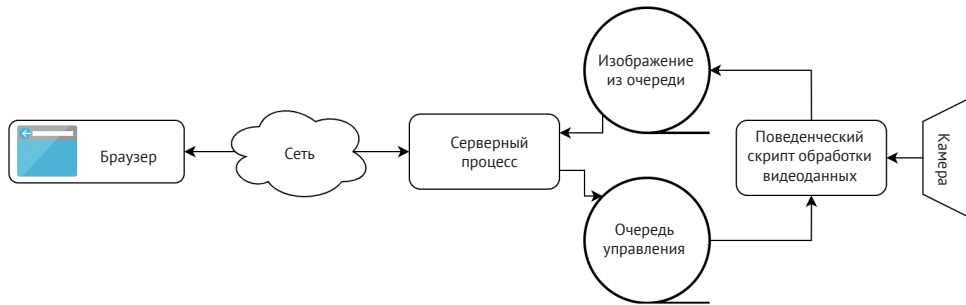 Браузер
Сеть
Серверный
процесс
Изображение
из очереди
Очередь
управления
Поведенческий
скрипт обработки
видеоданных
Камера